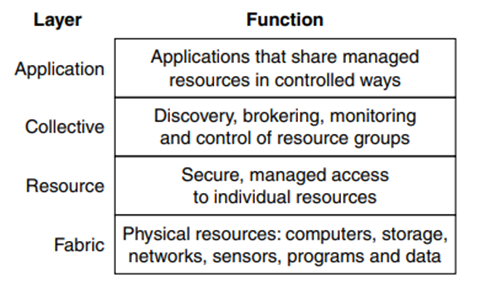 Layer Function
Application Applications that share managed
resources in controlled ways
Collective Discovery, brokering, monitoring
and control of resource groups
Resource Secure, managed access
to individual resources
Fabric Physical resources: computers, storage,
networks, sensors, programs and data